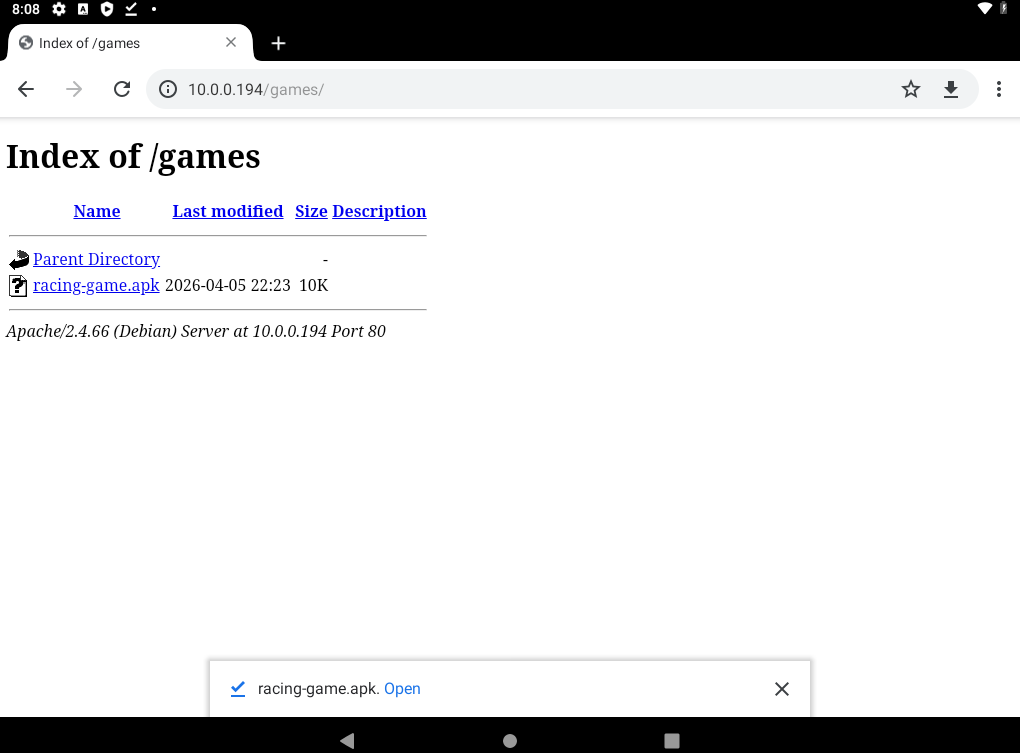 8:08
Index of /games
10.0.0.194/games/
Index of /games
Name Last modified Size Description
Parent Directory -
racing-game.apk 2026-04-05 22:23 10K
Apache/2.4.66 (Debian) Server at 10.0.0.194 Port 80
racing-game.apk. Open